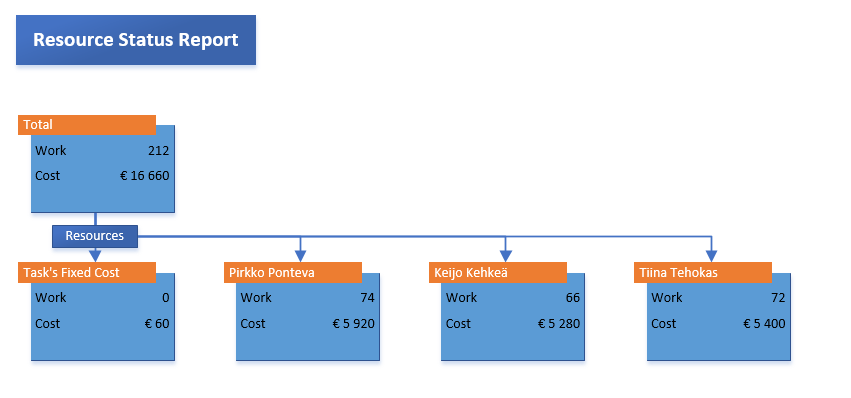 Resource Status Report
Total
Work 212
Cost € 16 660
Resources
Task's Fixed Cost
Work 0
Cost € 60
Pirkko Ponteva
Work 74
Cost € 5 920
Keijo Kehkeä
Work 66
Cost € 5 280
Tiina Tehokas
Work 72
Cost € 5 400